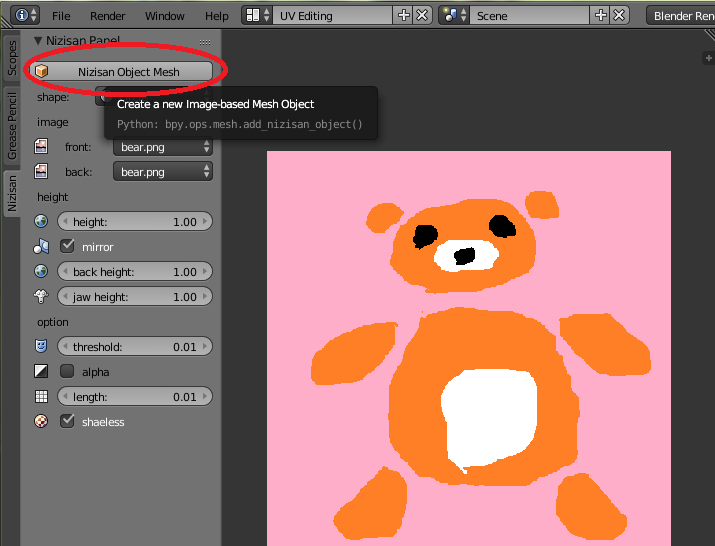 File Render Window Help UV Editing Scene Blender Ren
Nizisan Panel
Nizisan Object Mesh
shape:
Create a new Image-based Mesh Object
Python: bpy.ops.mesh.add_nizisan_object()
image
front: bear.png
back: bear.png
height
height: 1.00
mirror
back height: 1.00
jaw height: 1.00
option
threshold: 0.01
alpha
length: 0.01
shaeless
Scopes
Grease Pencil
Nizisan